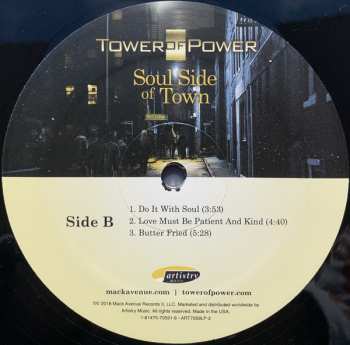 TOWER OF POWER
Soul Side
of Town
Side B
1. Do It With Soul (3:53)
2. Love Must Be Patient And Kind (4:40)
3. Butter Fried (5:28)
artistry
MUSIC
mackavenue.com | towerofpower.com
2018 Mack Avenue Records II, LLC. Marketed and distributed worldwide by
Artistry Music. All rights reserved. Made in the USA.